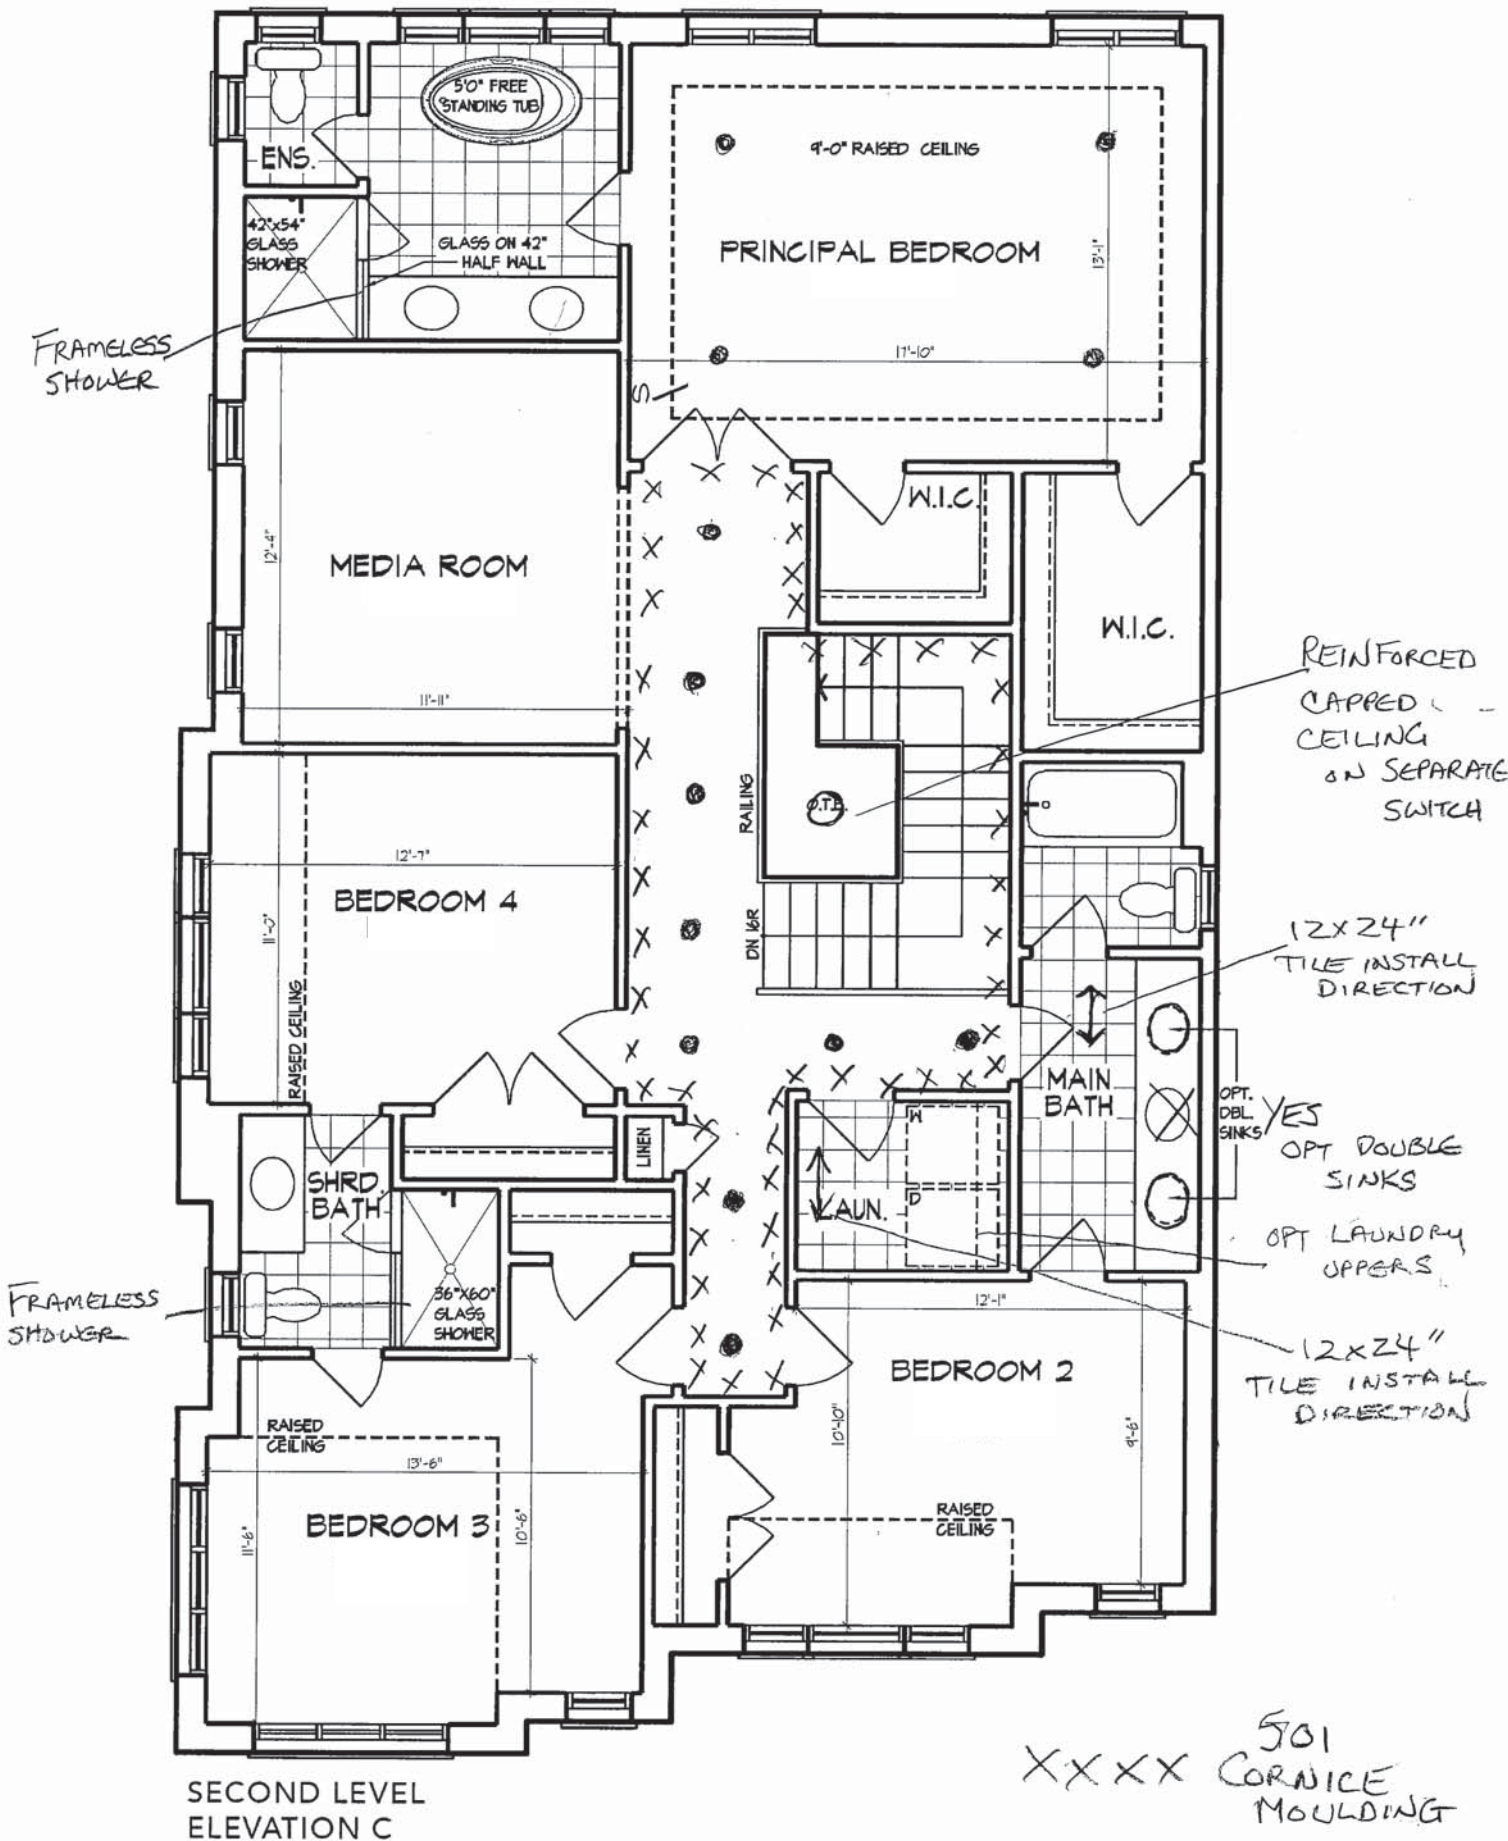 5'0" FREE
STANDING TUB
ENS.
9'-0" RAISED CEILING
42"x54"
GLASS
SHOWER
GLASS ON 42"
HALF WALL
PRINCIPAL BEDROOM
13'-1"
FRAMELESS
SHOWER
17'-10"
S
W.I.C.
MEDIA ROOM
12'-4"
W.I.C.
11'-11"
REINFORCED
CAPPED
CEILING
ON SEPARATE
SWITCH
RAILING
O.T.B.
12'-7"
BEDROOM 4
11'-0"
RAISED CEILING
DN 16R
12x24"
TILE INSTALL
DIRECTION
MAIN
BATH
OPT.
DBL.
SINKS
YES
OPT DOUBLE
SINKS
LINEN
W
D
LAUN.
SHRD.
BATH
OPT LAUNDRY
UPPERS
FRAMELESS
SHOWER
36"x60"
GLASS
SHOWER
12'-1"
BEDROOM 2
12x24"
TILE INSTALL
DIRECTION
RAISED
CEILING
13'-6"
10'-10"
9'-6"
BEDROOM 3
11'-6"
10'-6"
RAISED
CEILING
XXXX 501
CORNICE
MOULDING
SECOND LEVEL
ELEVATION C